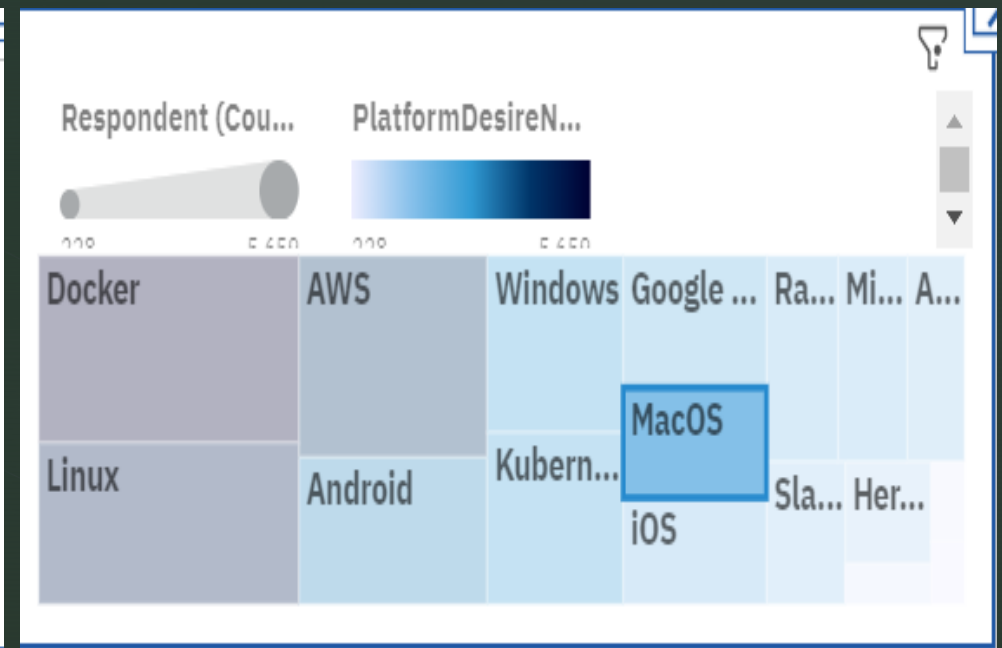 Respondent (Cou...
PlatformDesireN...
Docker
AWS
Windows
Google ...
Ra...
Mi...
A...
MacOS
Linux
Android
Kubern...
iOS
Sla...
Her...